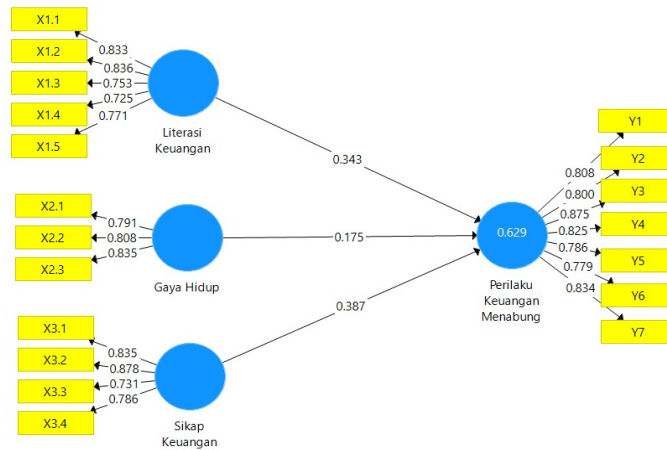 X1.1
X1.2
X1.3
X1.4
X1.5
0.833
0.836
0.753
0.725
0.771
Literasi
Keuangan
0.343
X2.1
X2.2
X2.3
0.791
0.808
0.835
Gaya Hidup
0.175
X3.1
X3.2
X3.3
X3.4
0.835
0.878
0.731
0.786
Sikap
Keuangan
0.387
0.629
Perilaku
Keuangan
Menabung
0.808
0.800
0.875
0.825
0.786
0.779
0.834
Y1
Y2
Y3
Y4
Y5
Y6
Y7